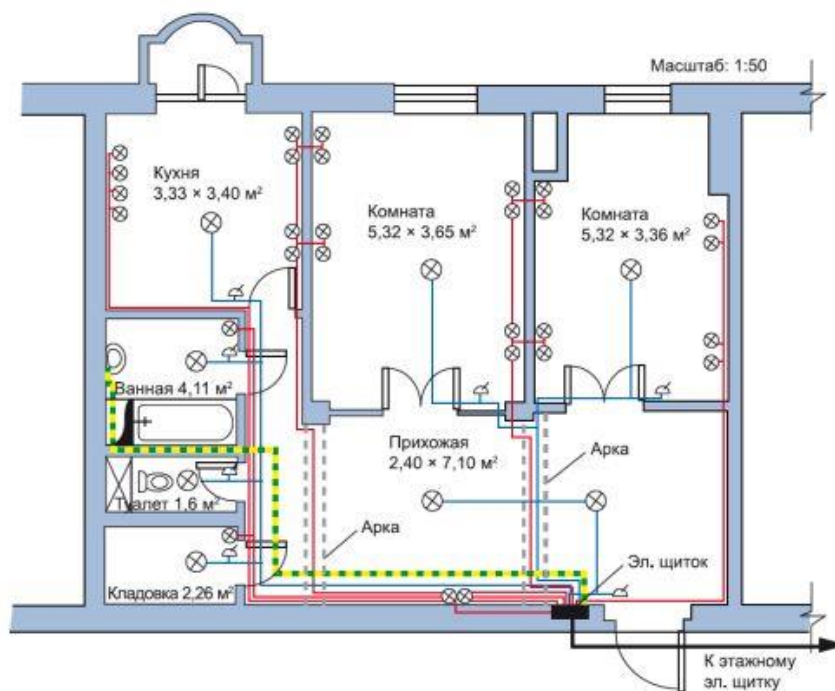 Масштаб: 1:50
Кухня
3,33 × 3,40 м²
Комната
5,32 × 3,65 м²
Комната
5,32 × 3,36 м²
Ванная 4,11 м²
Прихожая
2,40 × 7,10 м²
Арка
Туалет 1,6 м²
Арка
Эл. щиток
Кладовка 2,26 м²
К этажному
эл. щитку